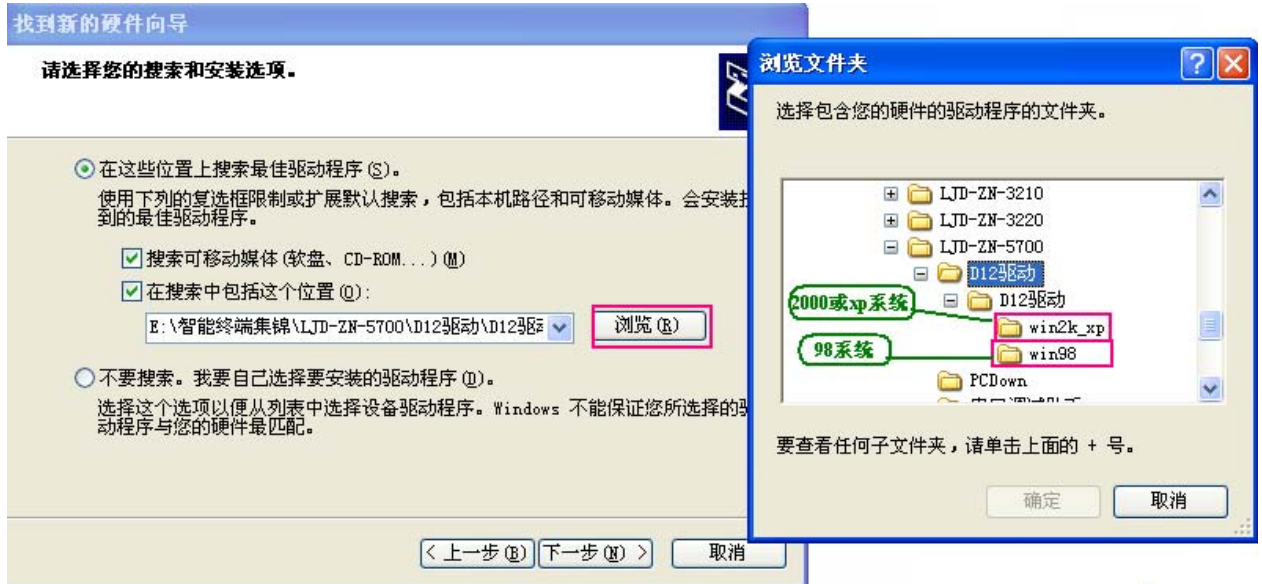 找到新的硬件向导
请选择您的搜索和安装选项。
在这些位置上搜索最佳驱动程序(S)。
使用下列的复选框限制或扩展默认搜索，包括本机路径和可移动媒体。会安装
到的最佳驱动程序。
搜索可移动媒体(软盘、CD-ROM...)(M)
在搜索中包括这个位置(O):
E:\智能终端集锦\LJD-ZN-5700\D12驱动\D12驱
浏览(R)
不要搜索。我要自己选择要安装的驱动程序(D)。
选择这个选项以便从列表中选择设备驱动程序。Windows 不能保证您所选择的
动程序与您的硬件最匹配。
< 上一步(B)
下一步(N) >
取消
浏览文件夹
选择包含您的硬件的驱动程序的文件夹。
LJD-ZN-3210
LJD-ZN-3220
LJD-ZN-5700
D12驱动
D12驱动
2000或xp系统
win2k_xp
98系统
win98
PCDown
要查看任何子文件夹，请单击上面的 + 号。
确定
取消